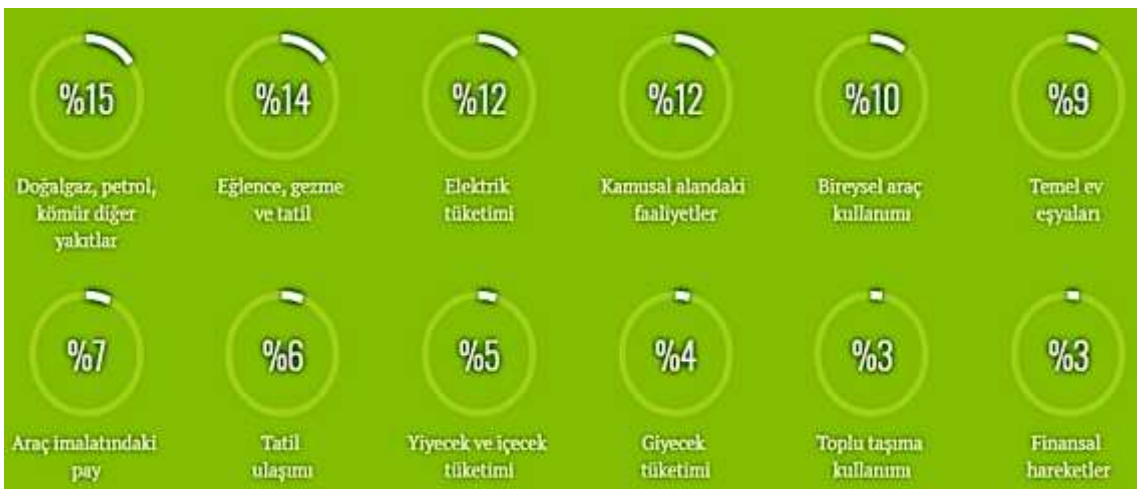 %15
Doğalgaz, petrol,
kömür diğer
yakıtlar
%14
Eğlence, gezme
ve tatil
%12
Elektrik
tüketimi
%12
Kamusal alandaki
faaliyetler
%10
Bireysel araç
kullanımı
%9
Temel ev
eşyaları
%7
Araç imalatındaki
pay
%6
Tatil
ulaşımı
%5
Yiyecek ve içecek
tüketimi
%4
Giyecek
tüketimi
%3
Toplu taşıma
kullanımı
%3
Finansal
hareketler